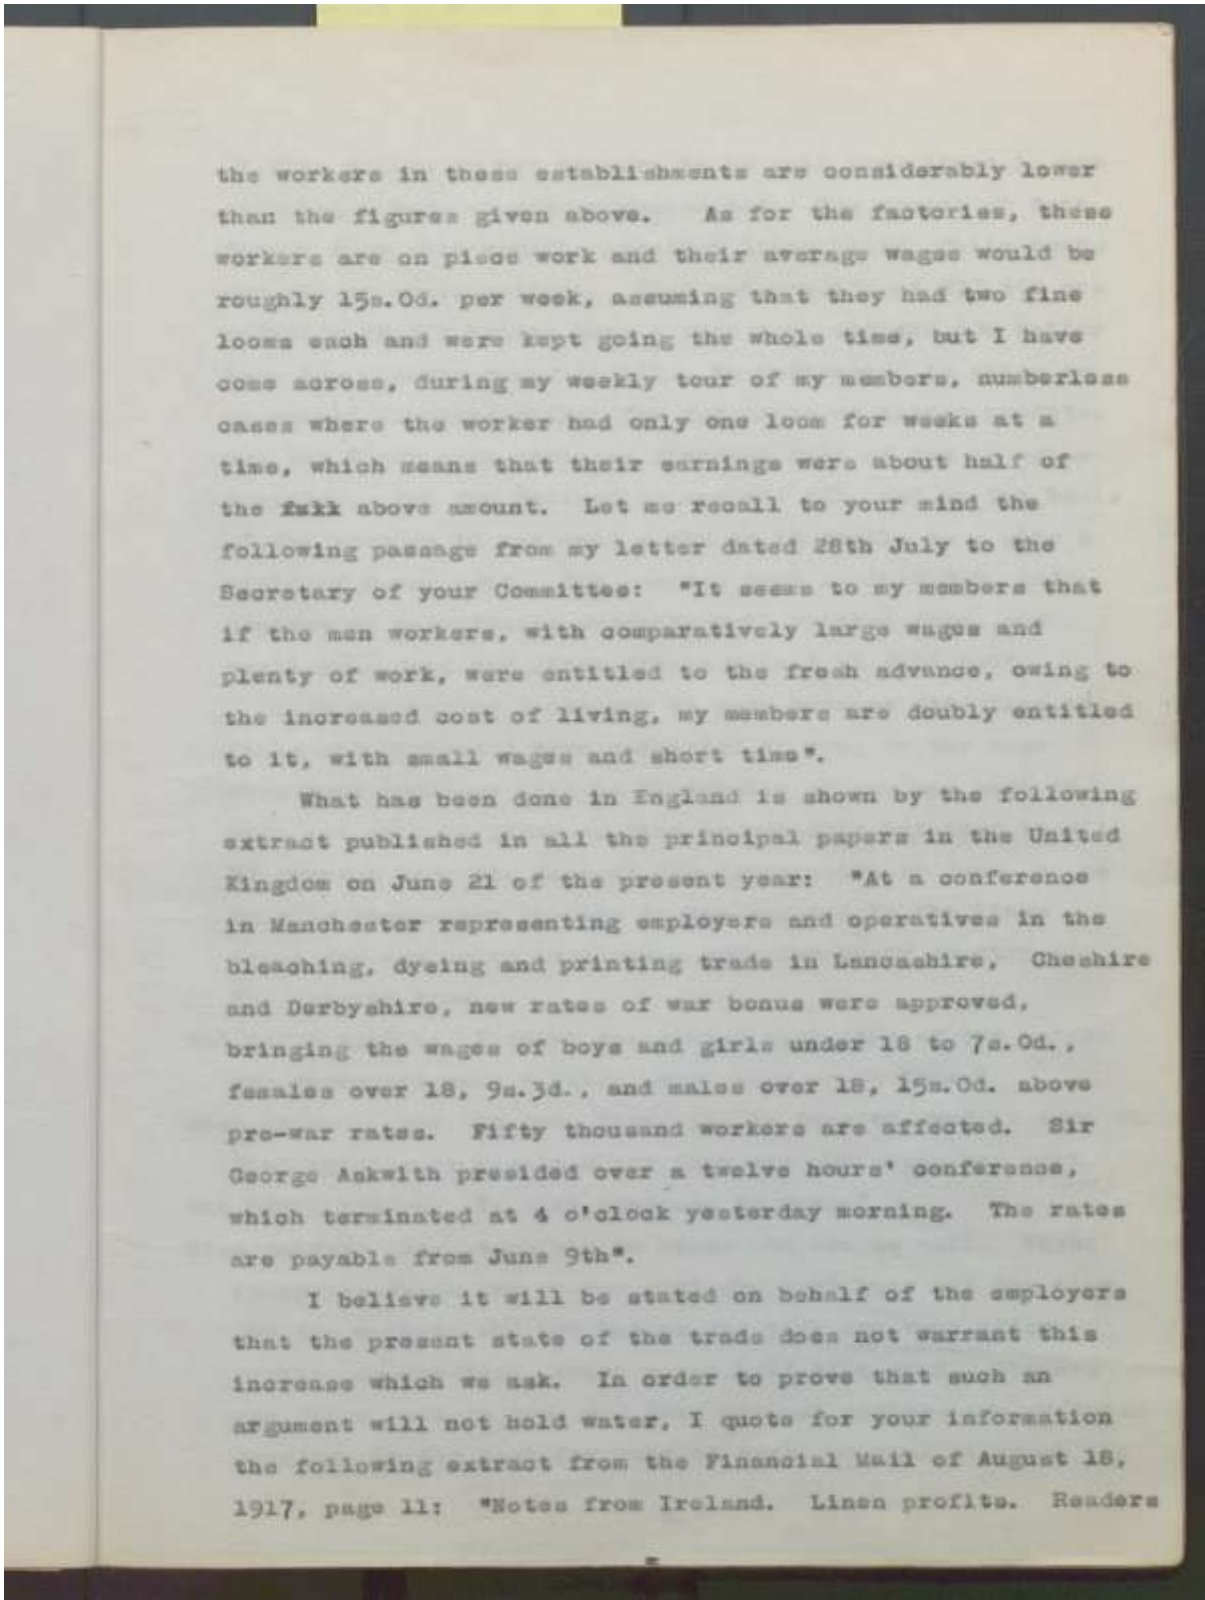 the workers in these establishments are considerably lower
than the figures given above. As for the factories, these
workers are on piece work and their average wages would be
roughly 15s.0d. per week, assuming that they had two fine
looms each and were kept going the whole time, but I have
come across, during my weekly tour of my members, numberless
cases where the worker had only one loom for weeks at a
time, which means that their earnings were about half of
the above amount. Let me recall to your mind the
following passage from my letter dated 28th July to the
Secretary of your Committee: "It seems to my members that
if the men workers, with comparatively large wages and
plenty of work, were entitled to the fresh advance, owing to
the increased cost of living, my members are doubly entitled
to it, with small wages and short time".
What has been done in England is shown by the following
extract published in all the principal papers in the United
Kingdom on June 21 of the present year: "At a conference
in Manchester representing employers and operatives in the
bleaching, dyeing and printing trade in Lancashire, Cheshire
and Derbyshire, new rates of war bonus were approved,
bringing the wages of boys and girls under 18 to 7s.0d.,
females over 18, 9s.3d., and males over 18, 15s.0d. above
pre-war rates. Fifty thousand workers are affected. Sir
George Askwith presided over a twelve hours' conference,
which terminated at 4 o'clock yesterday morning. The rates
are payable from June 9th".
I believe it will be stated on behalf of the employers
that the present state of the trade does not warrant this
increase which we ask. In order to prove that such an
argument will not hold water, I quote for your information
the following extract from the Financial Mail of August 18,
1917, page 11: "Notes from Ireland. Linen profits. Readers